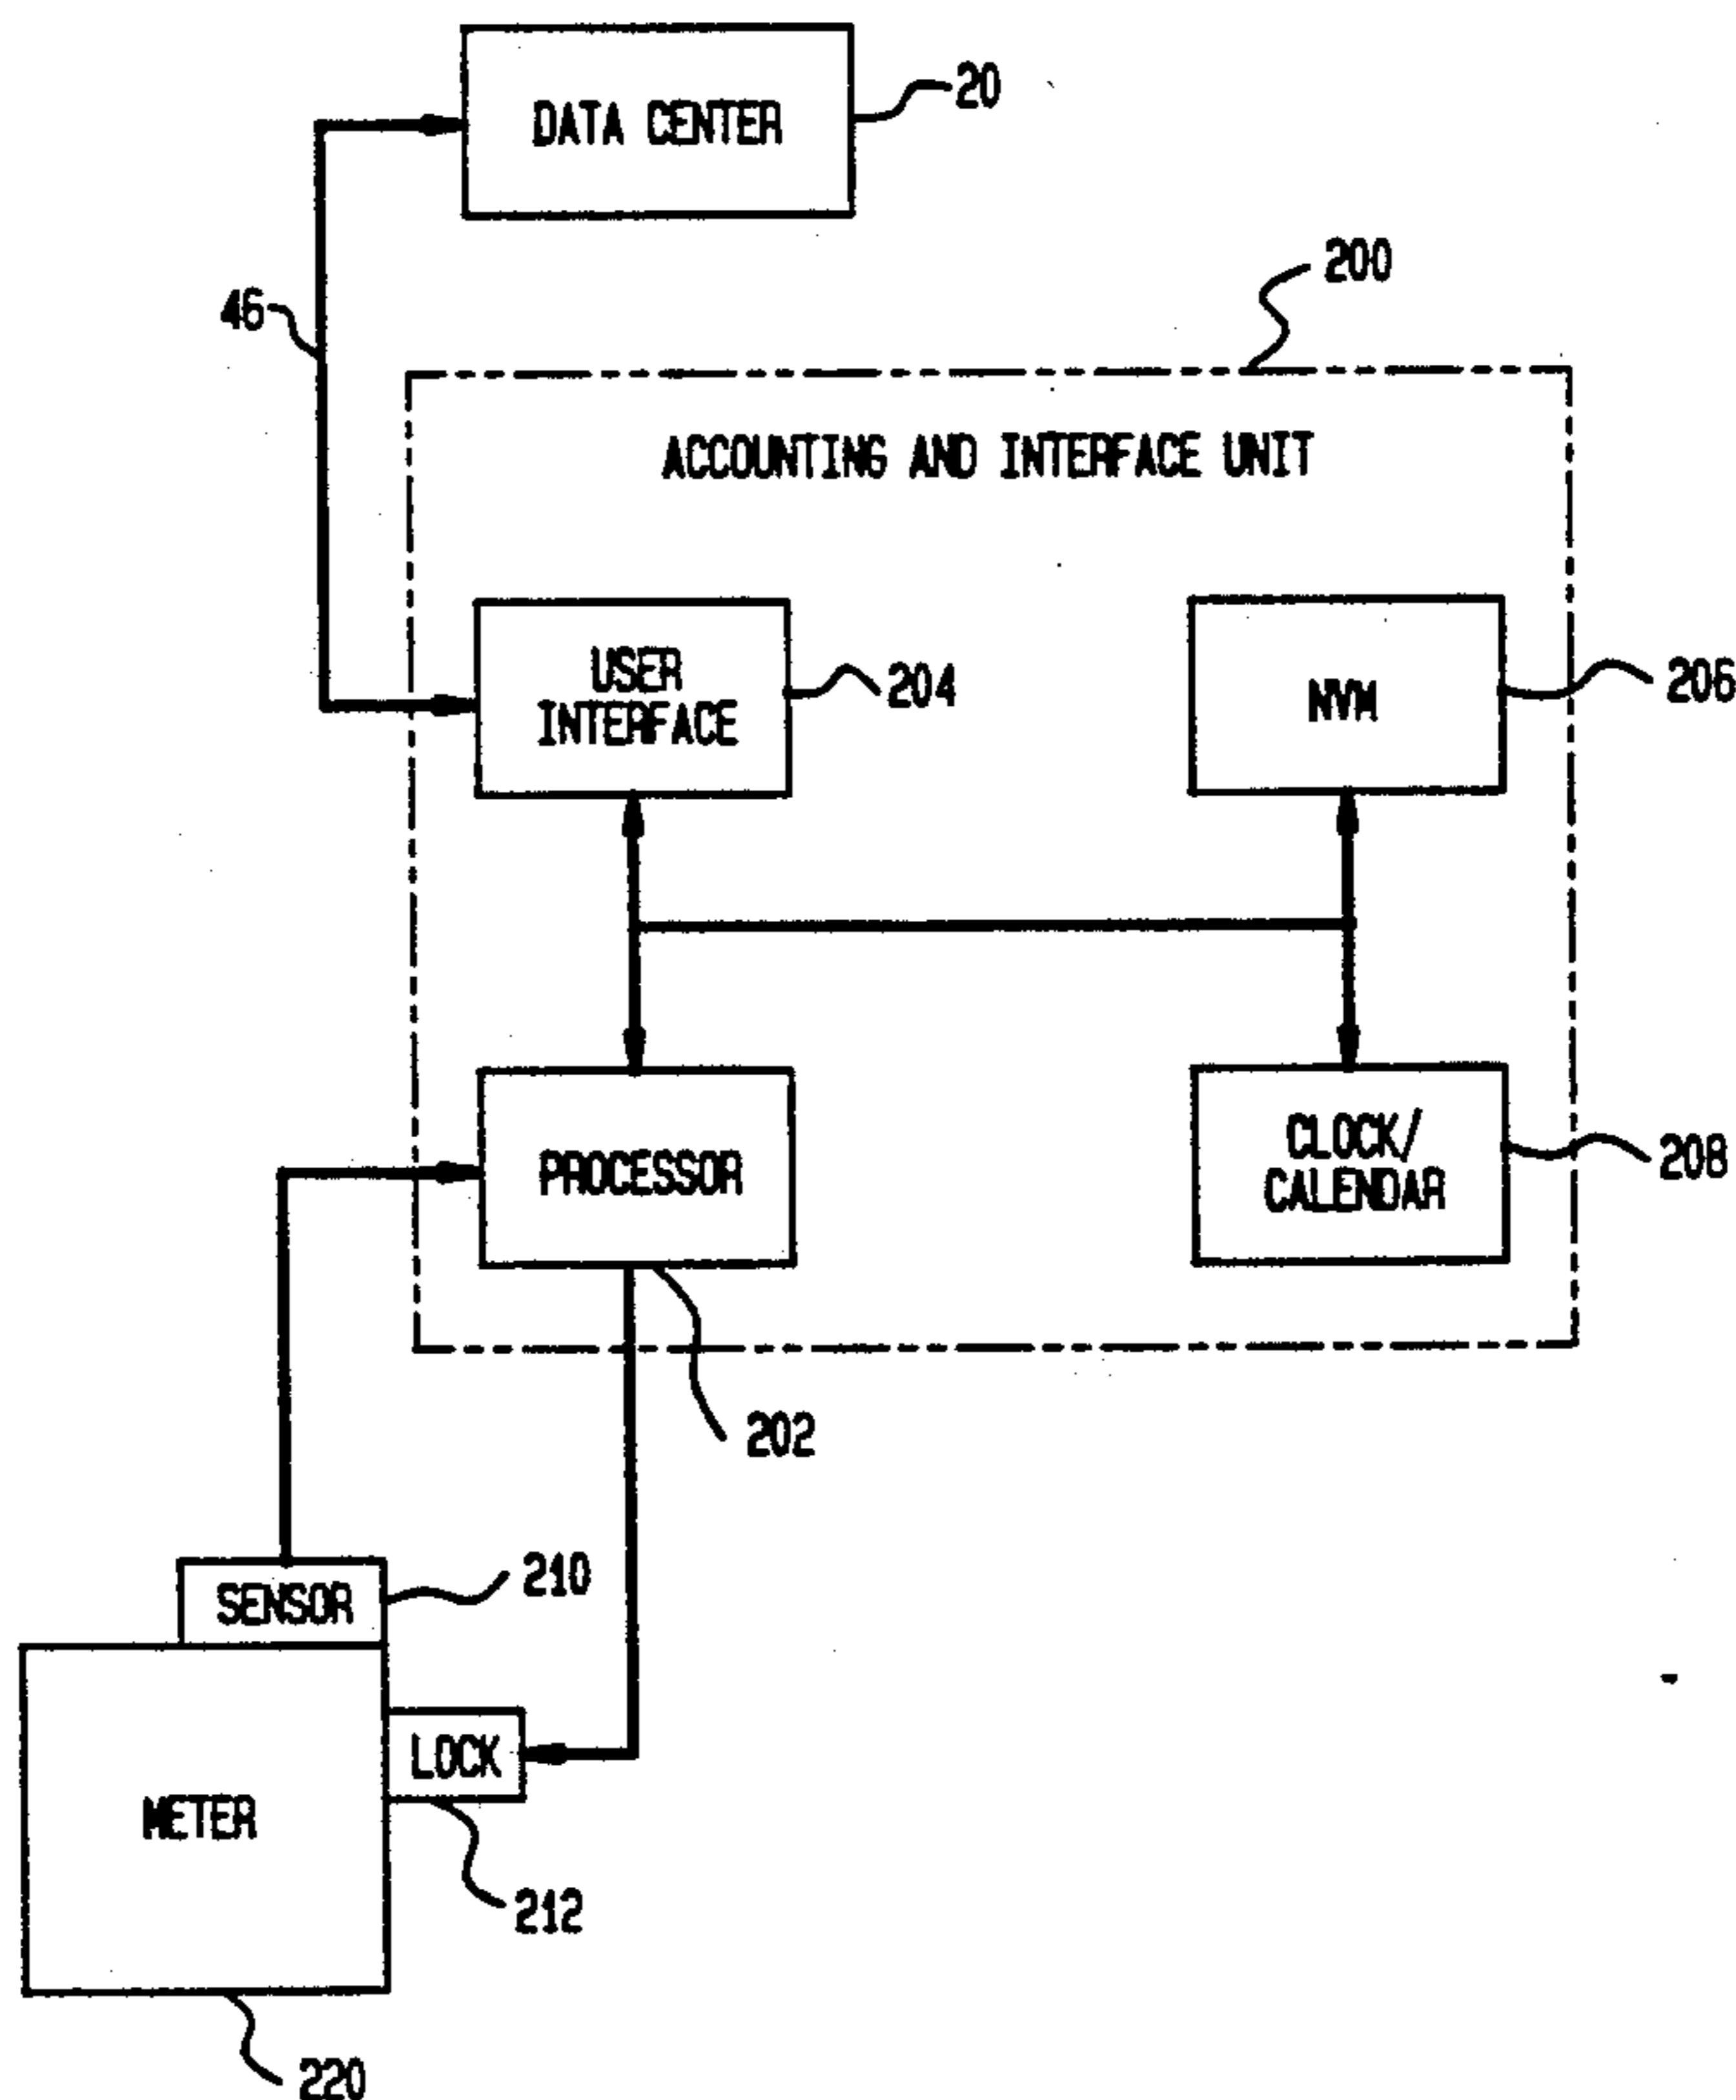 DATA CENTER
20
200
46
ACCOUNTING AND INTERFACE UNIT
USER
INTERFACE
204
NVM
206
PROCESSOR
CLOCK/
CALENDAR
208
202
SENSOR
210
LOCK
METER
212
220